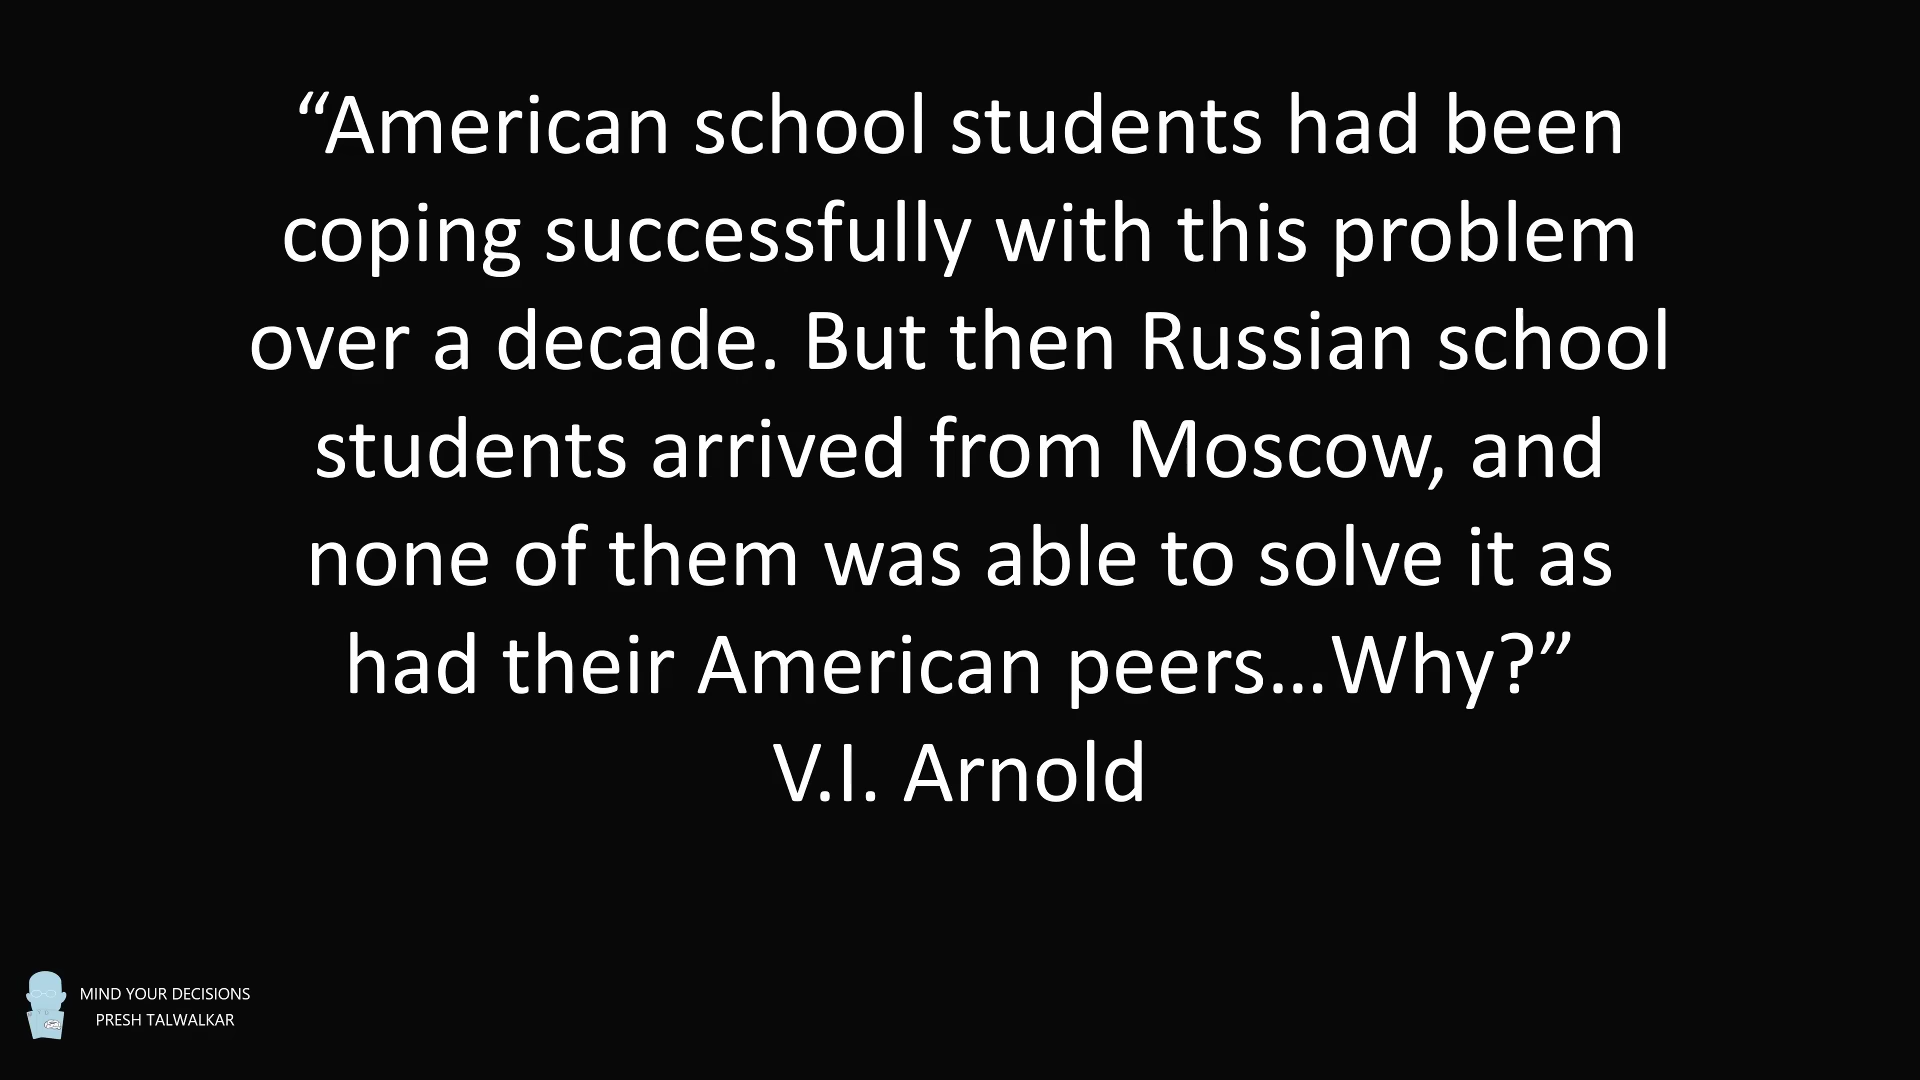 “American school students had been
coping successfully with this problem
over a decade. But then Russian school
students arrived from Moscow, and
none of them was able to solve it as
had their American peers...Why?”
V.I. Arnold
MIND YOUR DECISIONS
PRESH TALWALKAR